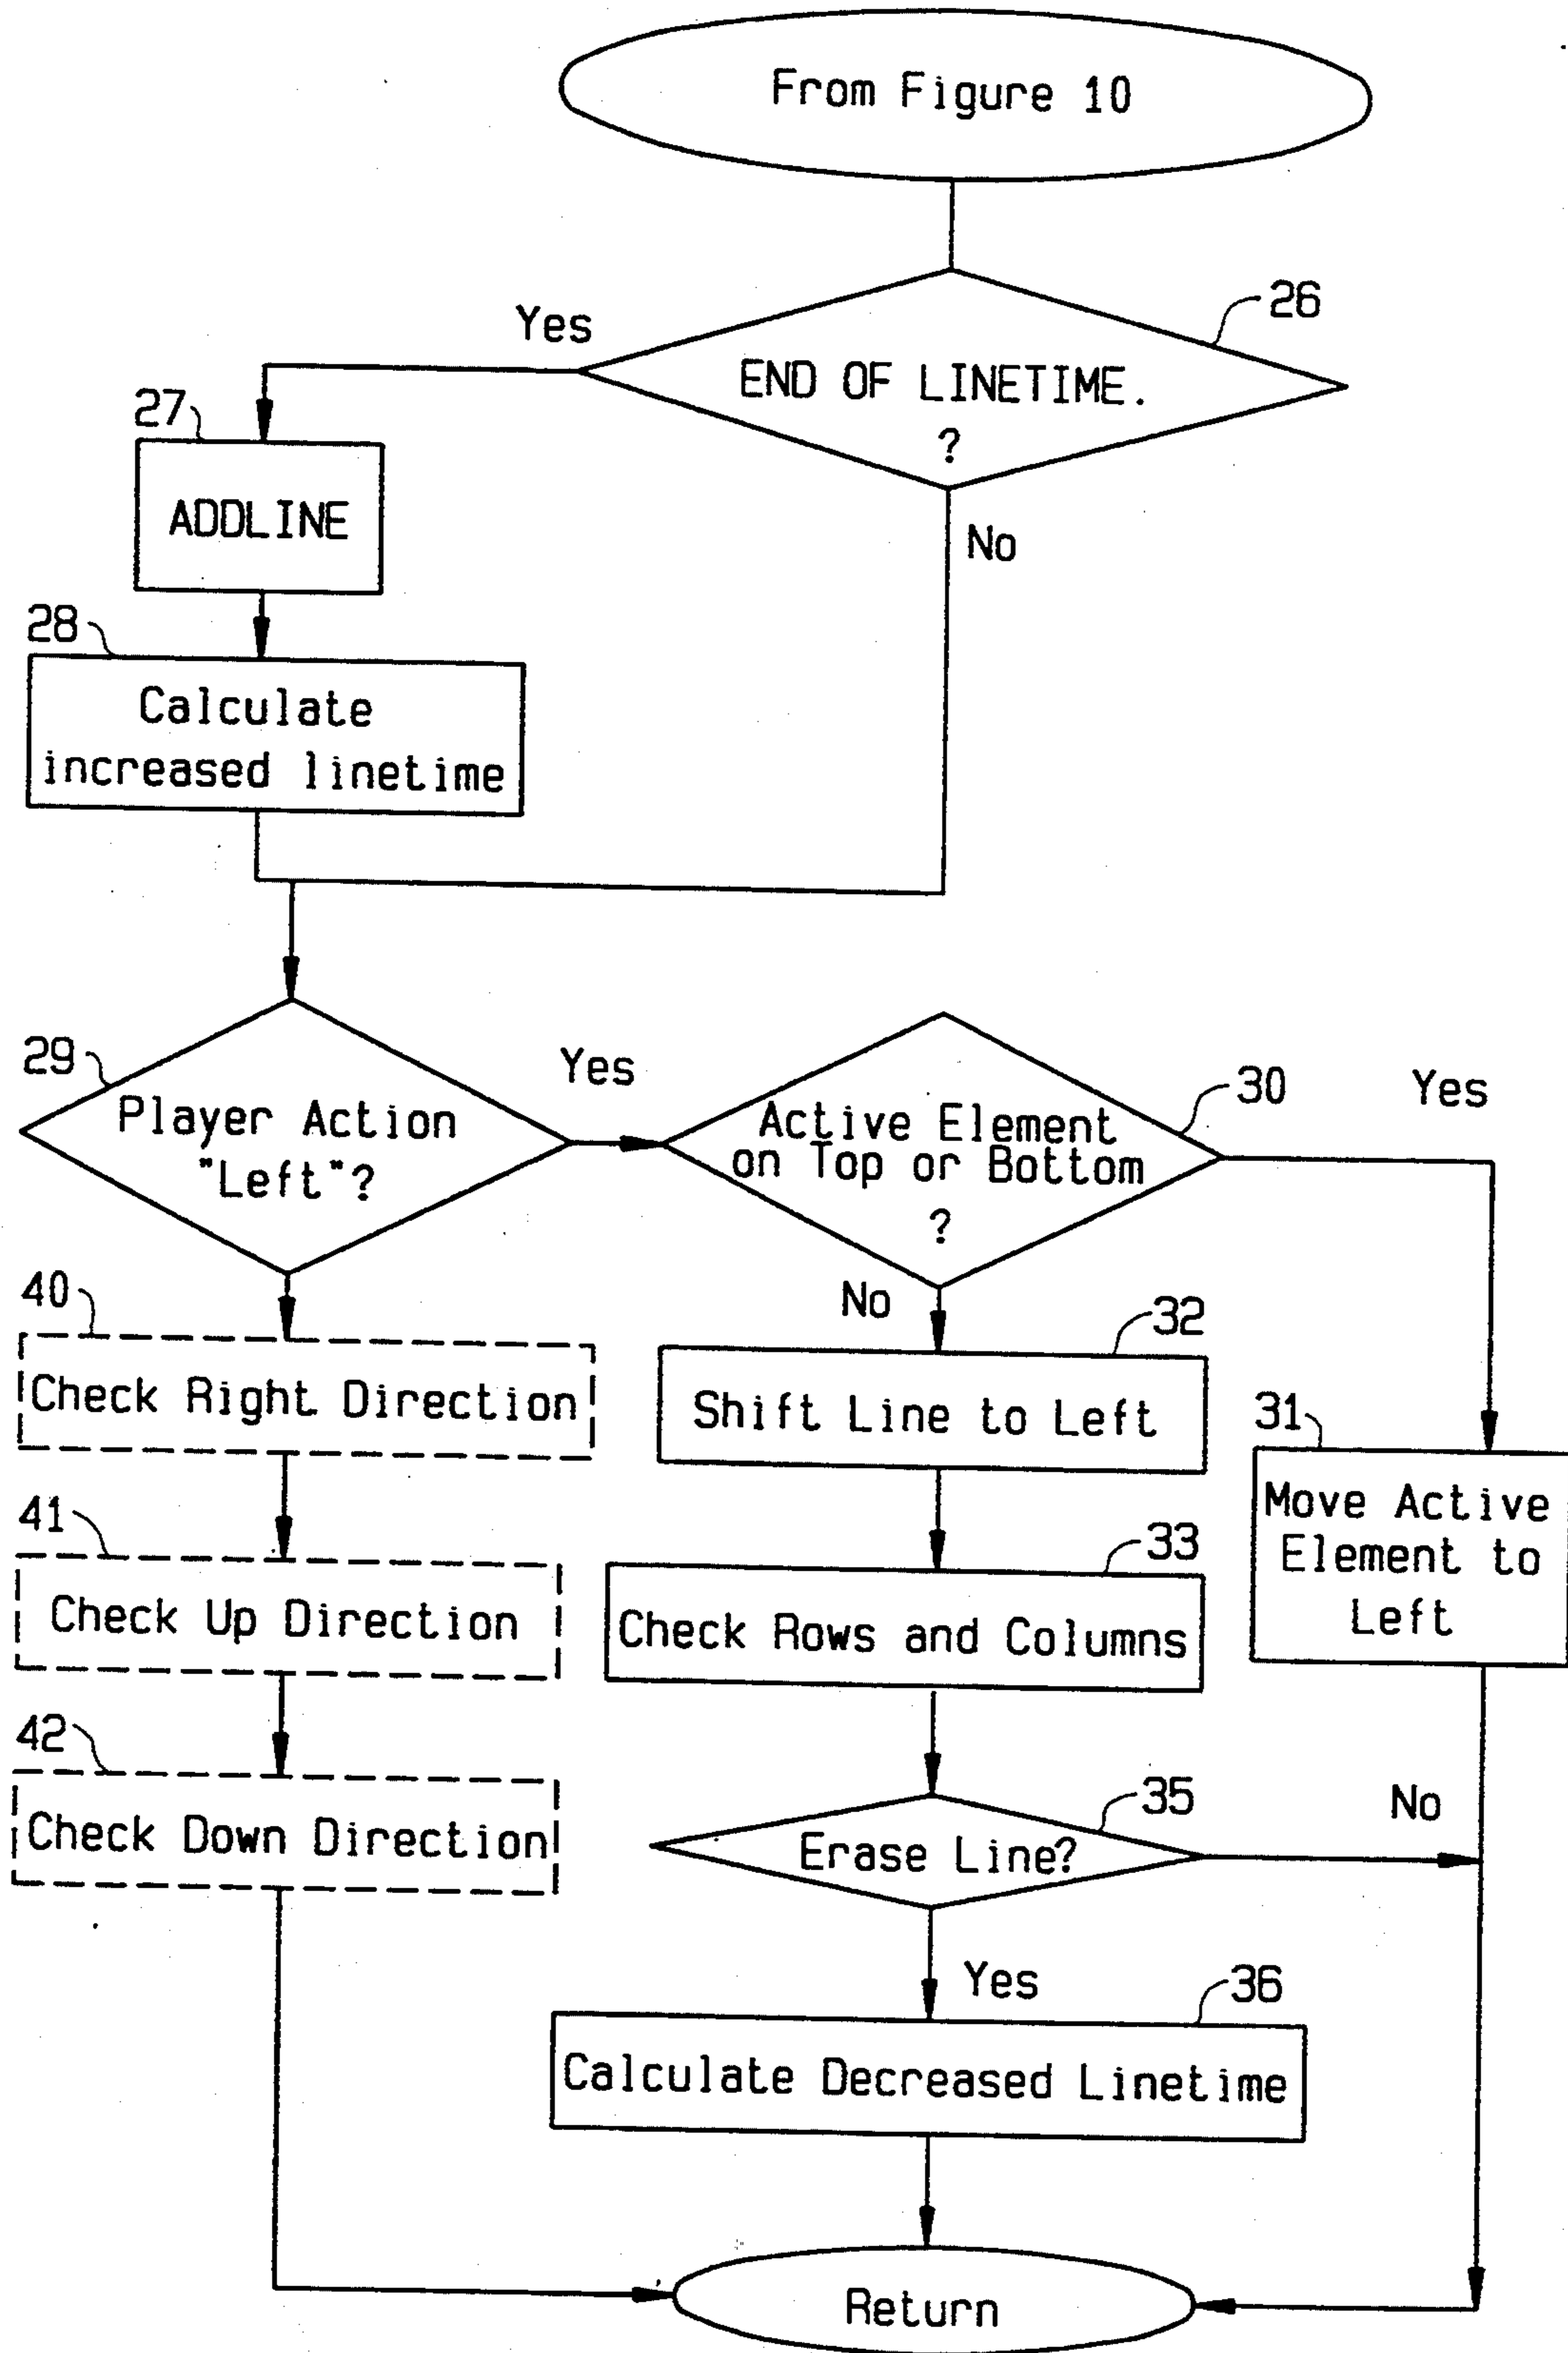 From Figure 10
26
Yes
END OF LINETIME.
?
27
ADDLINE
No
28
Calculate
increased linetime
29
Player Action
"Left"?
Yes
30
Active Element
on Top or Bottom
?
Yes
40
Check Right Direction
No
32
Shift Line to Left
31
Move Active
Element to
Left
41
Check Up Direction
33
Check Rows and Columns
42
Check Down Direction
35
Erase Line?
No
Yes
36
Calculate Decreased Linetime
Return